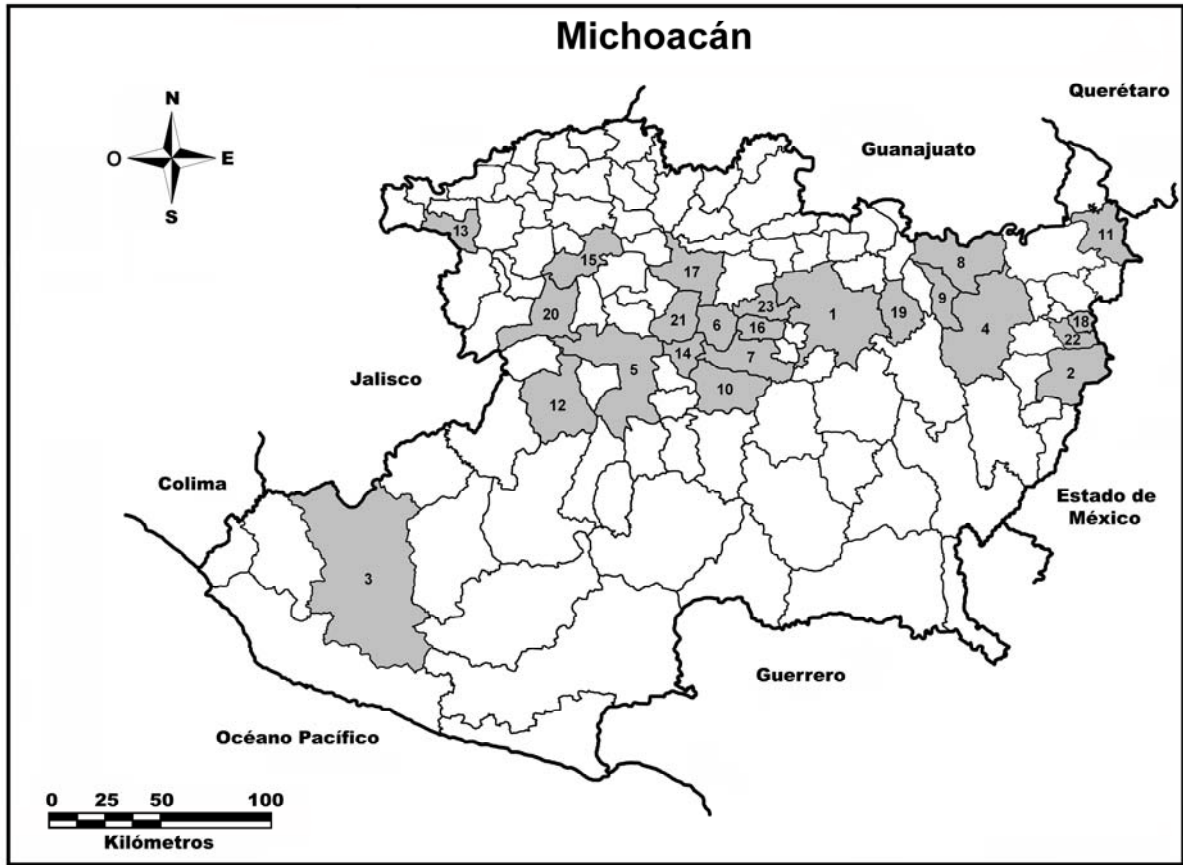 Michoacán
Querétaro
N
Guanajuato
O
E
S
11
13
8
15
17
9
23
1
19
18
20
21
6
16
4
22
14
7
2
5
Jalisco
10
12
Colima
Estado de
México
3
Guerrero
Océano Pacífico
0 25 50 100
Kilómetros